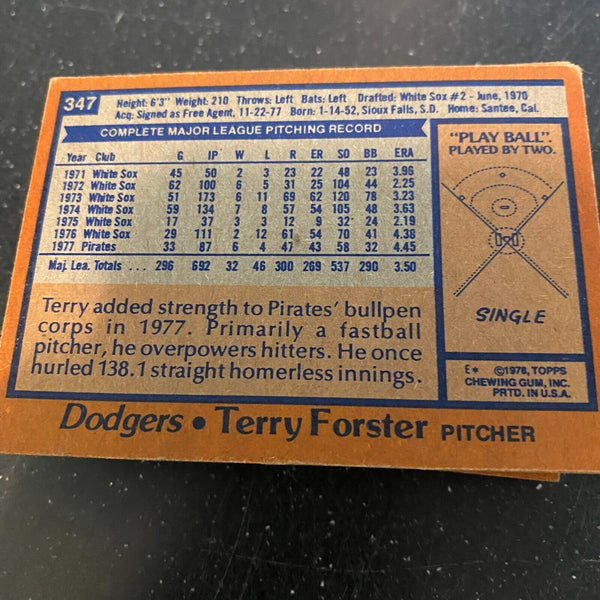 347
Height: 6'3" Weight: 210 Throws: Left Bats: Left Drafted: White Sox #2 - June, 1970
Acq: Signed as Free Agent, 11-22-77 Born: 1-14-52, Sioux Falls, S.D. Home: Santee, Cal.
COMPLETE MAJOR LEAGUE PITCHING RECORD
Year Club G IP W L R ER SO BB ERA
1971 White Sox 45 50 2 3 23 22 48 23 3.96
1972 White Sox 62 100 6 5 31 25 104 44 2.25
1973 White Sox 51 173 6 11 69 62 120 78 3.23
1974 White Sox 59 134 7 8 57 54 105 48 3.63
1975 White Sox 17 37 3 3 12 9 32 24 2.19
1976 White Sox 29 111 2 12 61 54 70 41 4.38
1977 Pirates 33 87 6 4 47 43 58 32 4.45
Maj. Lea. Totals ... 296 692 32 46 300 269 537 290 3.50
Terry added strength to Pirates' bullpen
corps in 1977. Primarily a fastball
pitcher, he overpowers hitters. He once
hurled 138.1 straight homerless innings.
"PLAY BALL".
PLAYED BY TWO.
SINGLE
E* ©1978, TOPPS
CHEWING GUM, INC.
PRTD. IN U.S.A.
Dodgers • Terry Forster PITCHER